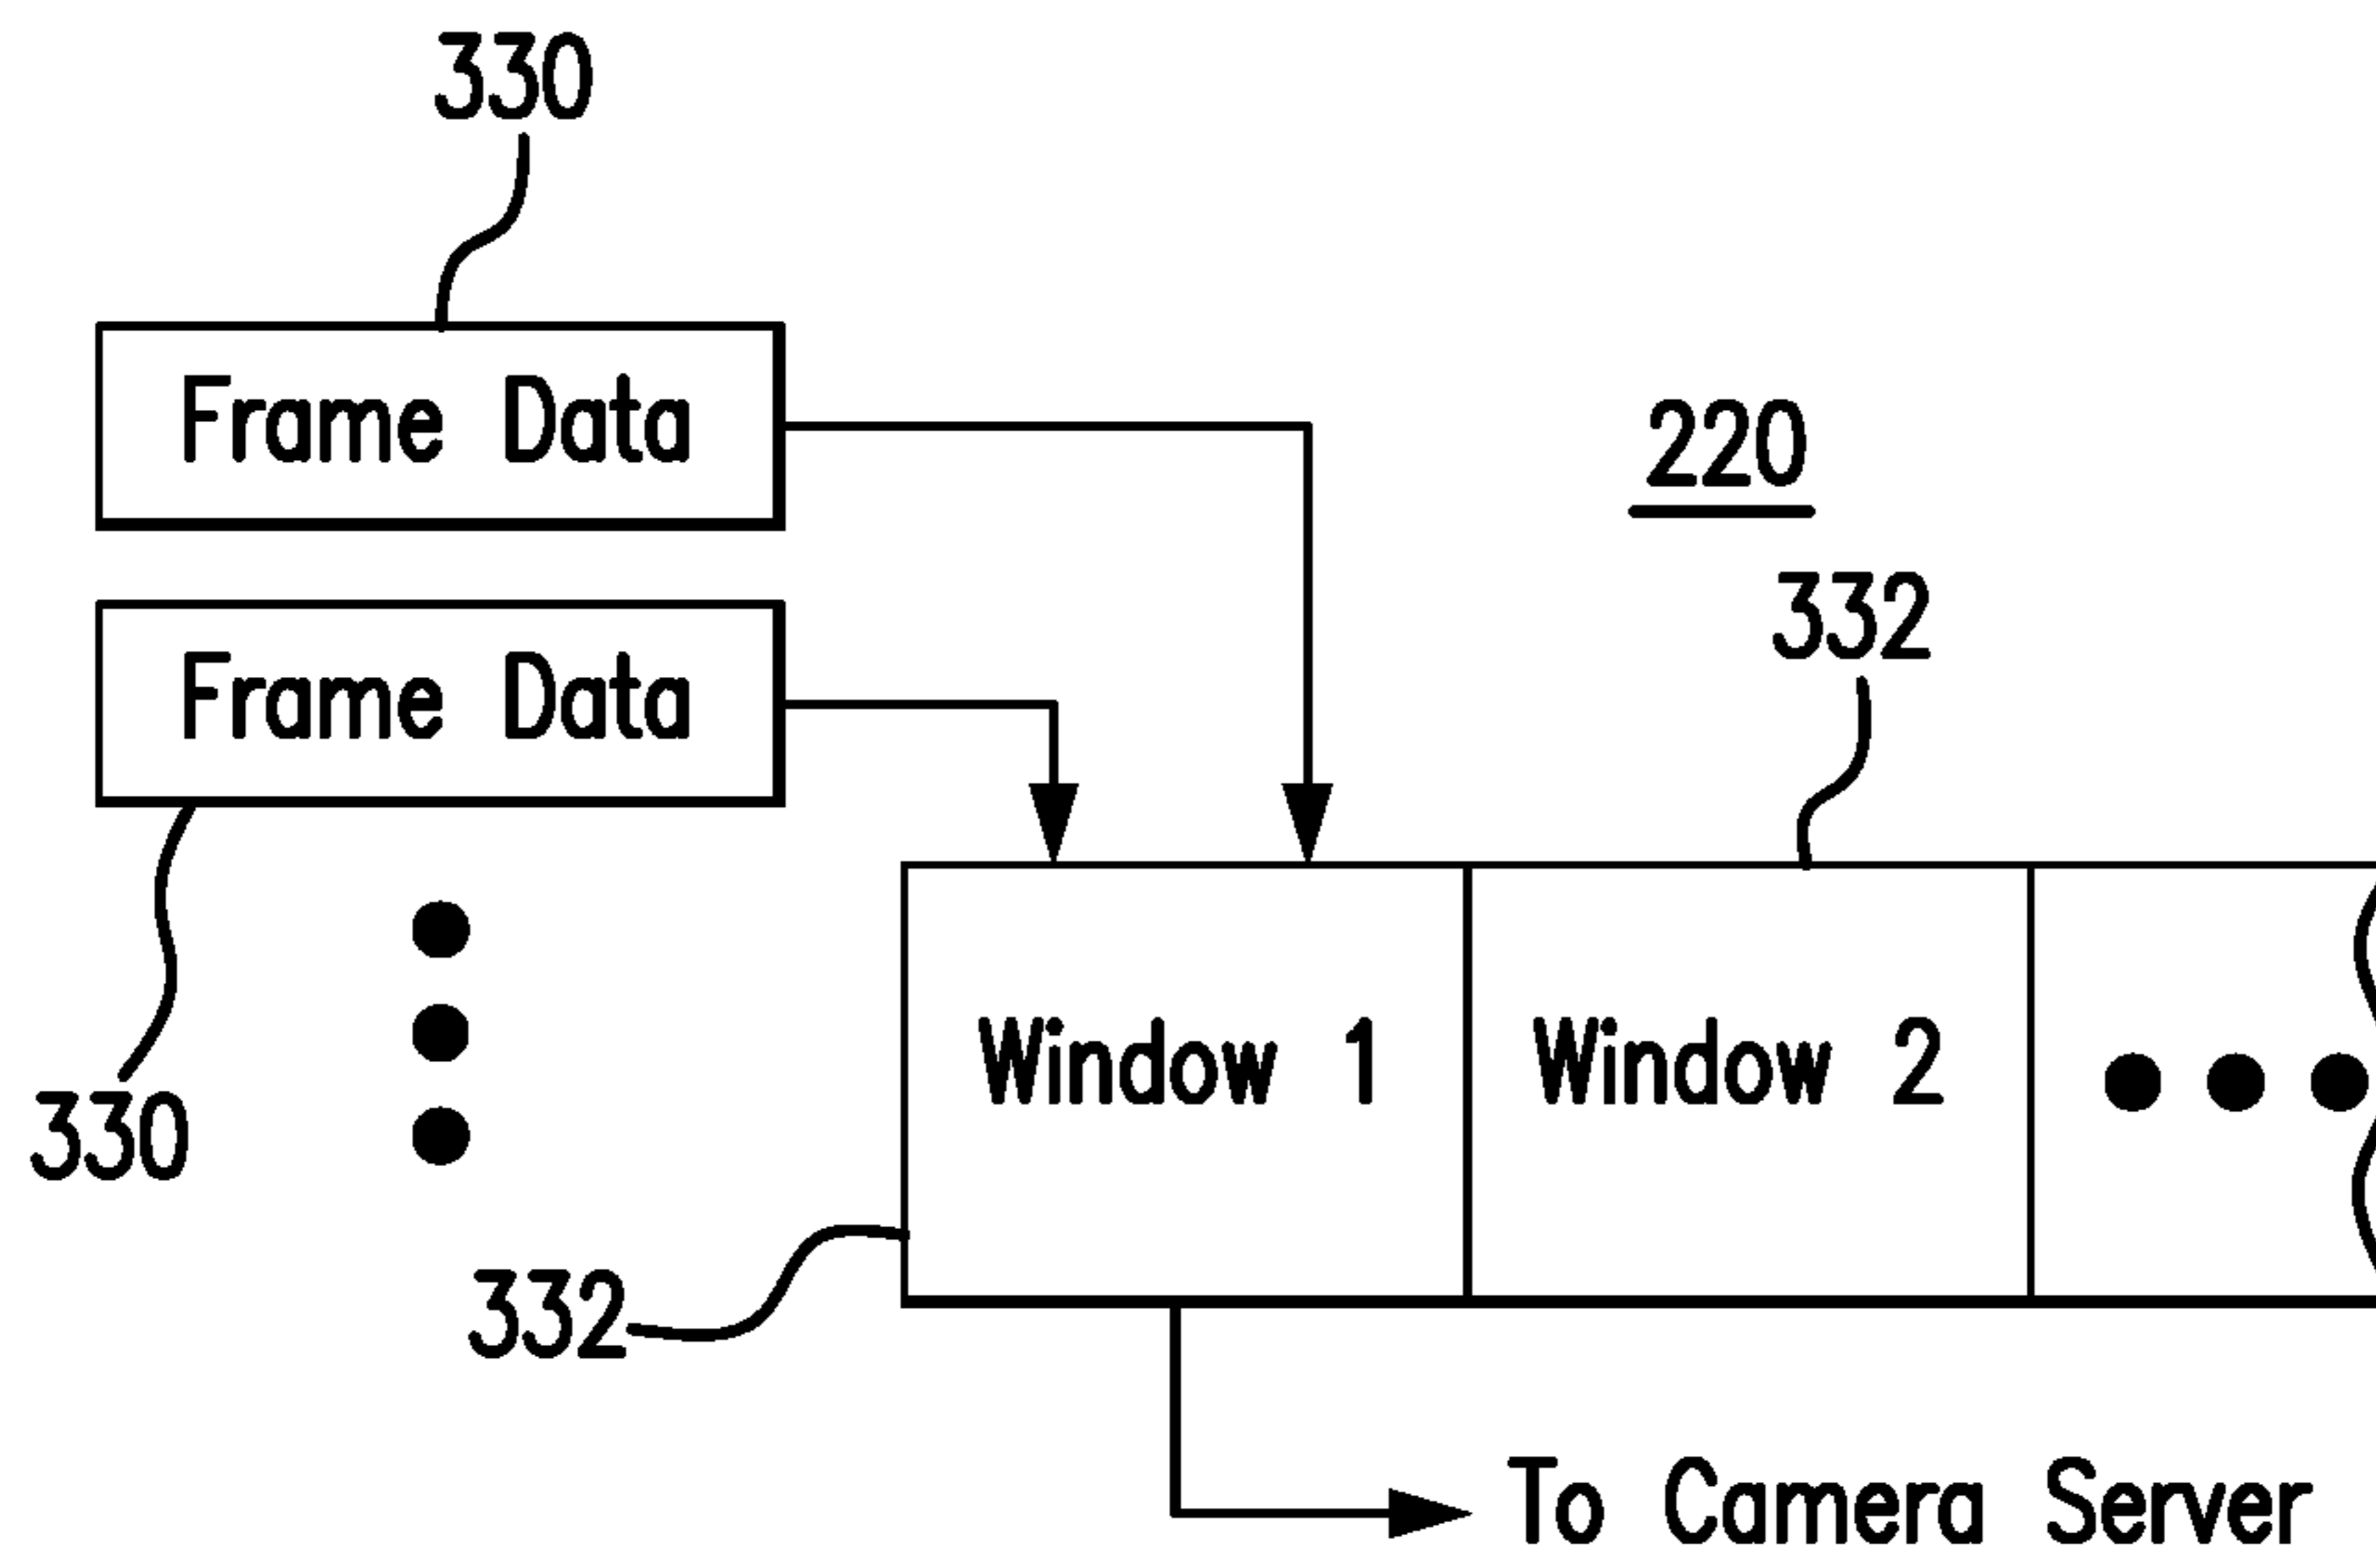 330
Frame Data
220
332
Frame Data
Window 1
Window 2
330
332
To Camera Server